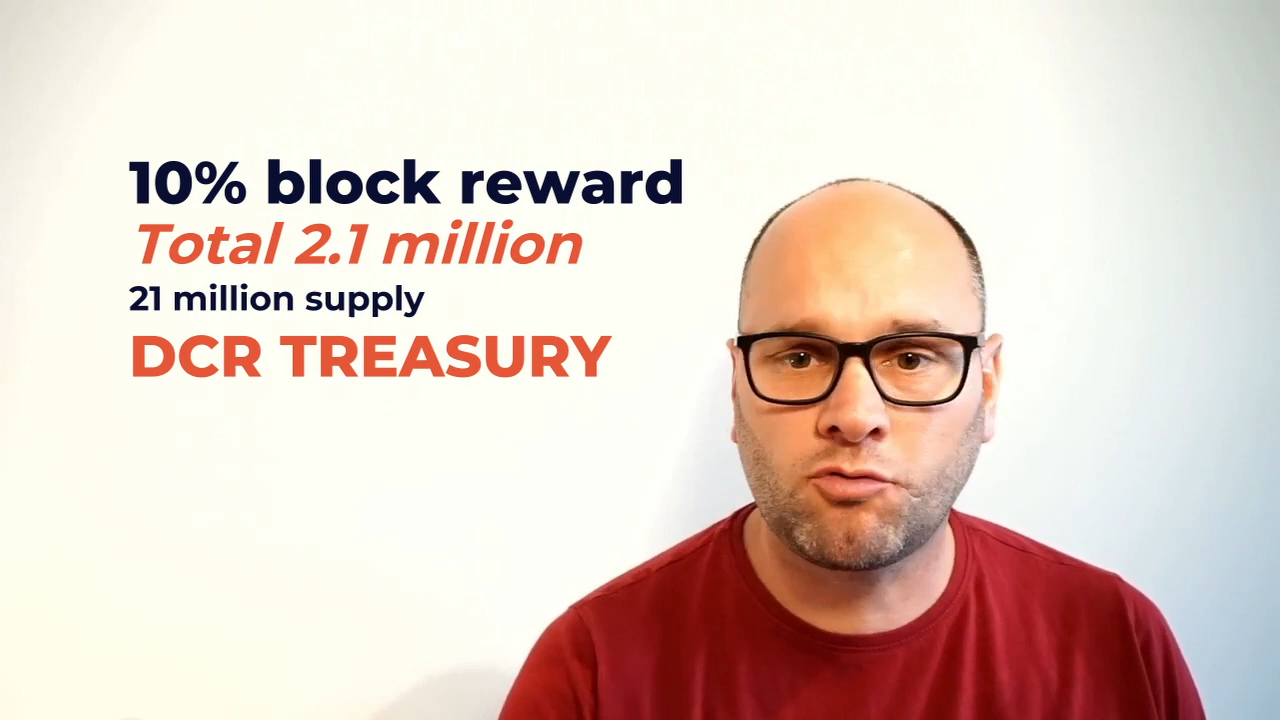 10% block reward
Total 2.1 million
21 million supply
DCR TREASURY